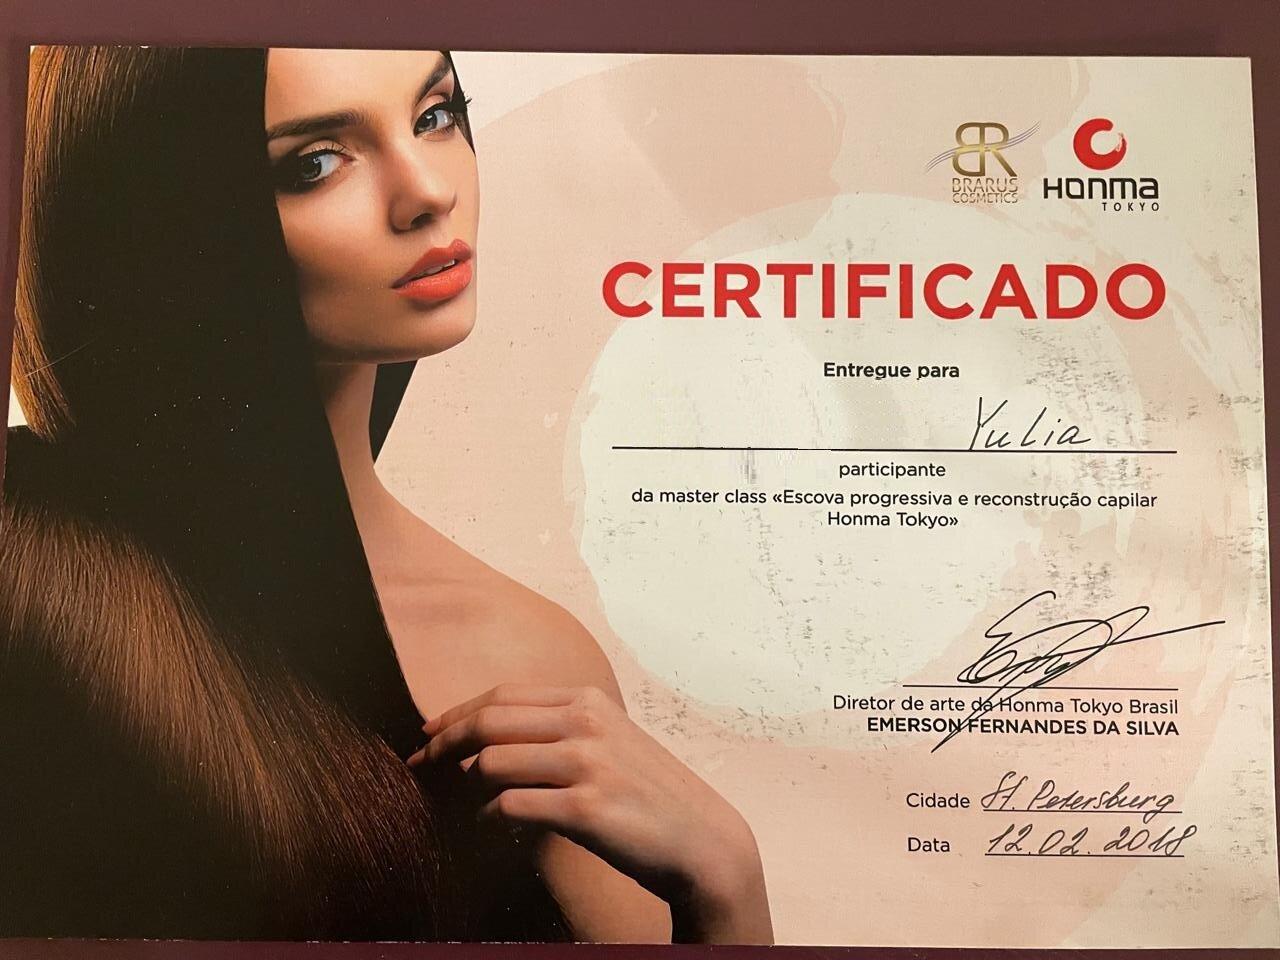 BR
BRARUS
COSMETICS
HONMA
TOKYO
CERTIFICADO
Entregue para
Yulia
participante
da master class «Escova progressiva e reconstrução capilar
Honma Tokyo»
Diretor de arte da Honma Tokyo Brasil
EMERSON FERNANDES DA SILVA
Cidade St. Petersburg
Data 12.02.2018